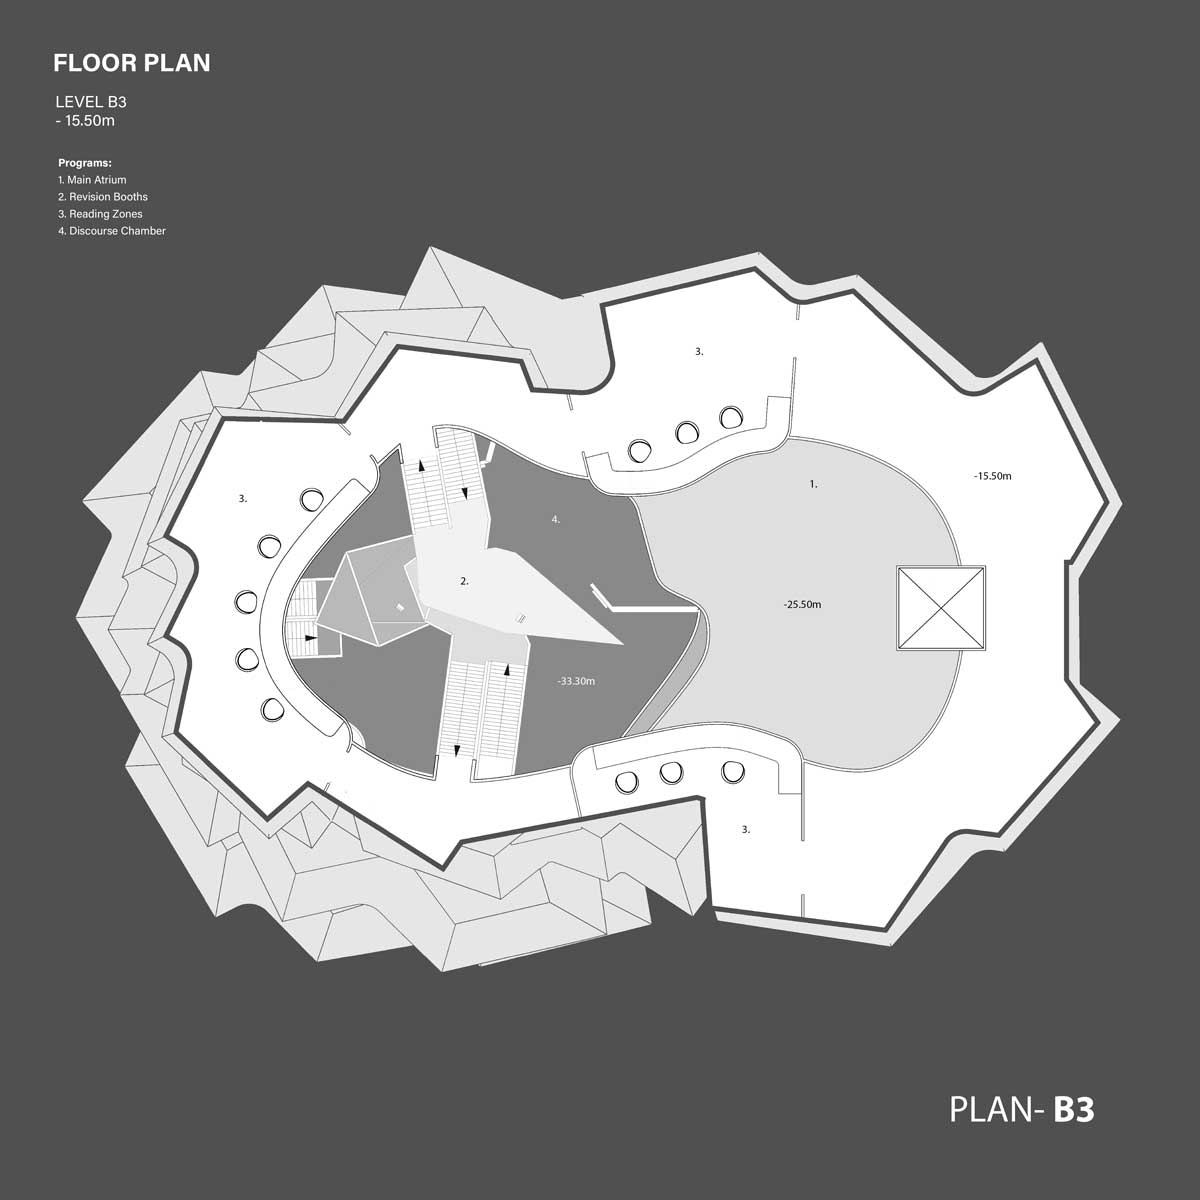 FLOOR PLAN
LEVEL B3
- 15.50m
Programs:
1. Main Atrium
2. Revision Booths
3. Reading Zones
4. Discourse Chamber
3.
1.
-15.50m
3.
4.
2.
-25.50m
-33.30m
3.
PLAN- B3